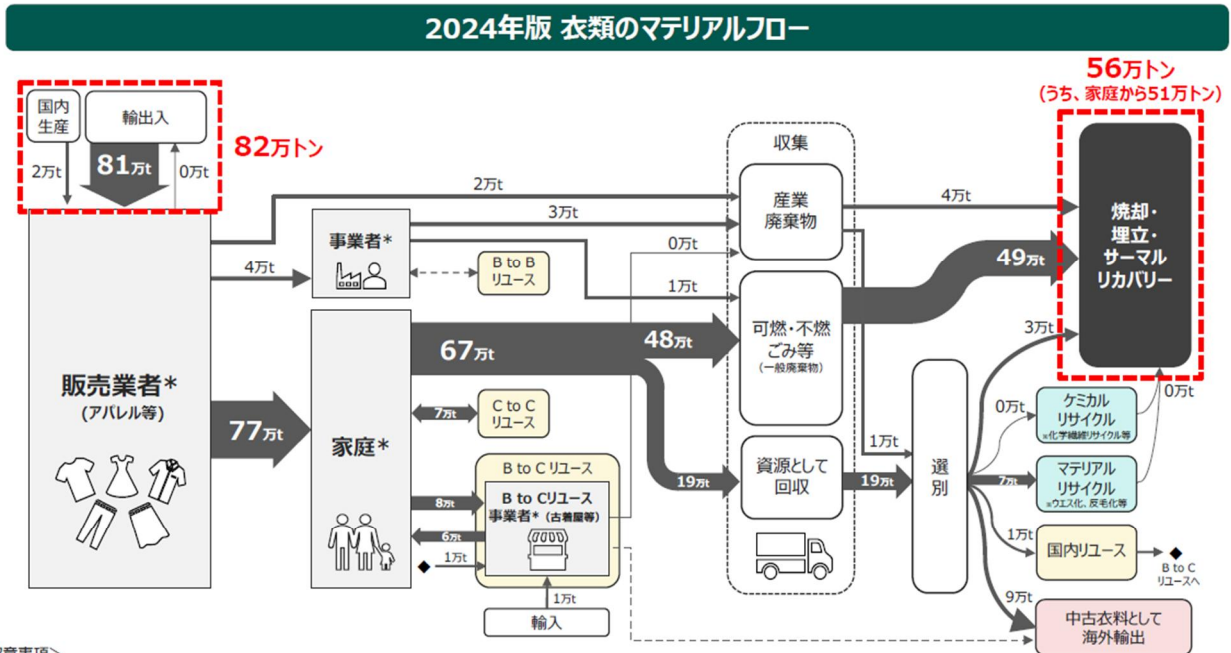 2024年版 衣類のマテリアルフロー
国内
生産
輸出入
82万トン
2万t
81万t
0万t
販売業者*
(アパレル等)
2万t
4万t
77万t
事業者*
3万t
1万t
B to B
リユース
家庭*
67万t
48万t
19万t
7万t
C to C
リユース
B to C リユース
B to Cリユース
事業者* (古着屋等)
8万t
6万t
◆
1万t
1万t
輸入
0万t
収集
産業
廃棄物
可燃・不燃
ごみ等
(一般廃棄物)
資源として
回収
4万t
49万t
1万t
19万t
選別
3万t
0万t
7万t
1万t
9万t
56万トン
(うち、家庭から51万トン)
焼却・
埋立・
サーマル
リカバリー
0万t
ケミカル
リサイクル
※化学繊維リサイクル等
マテリアル
リサイクル
※ウエス化、反毛化等
国内リユース
◆
B to C
リユースへ
中古衣料として
海外輸出